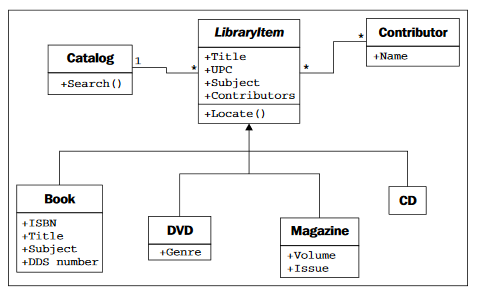 LibraryItem
+Title
+UPC
+Subject
+Contributors
+Locate()
Contributor
+Name
Catalog
+Search()
1
*
*
*
Book
+ISBN
+Title
+Subject
+DDS number
DVD
+Genre
Magazine
+Volume
+Issue
CD